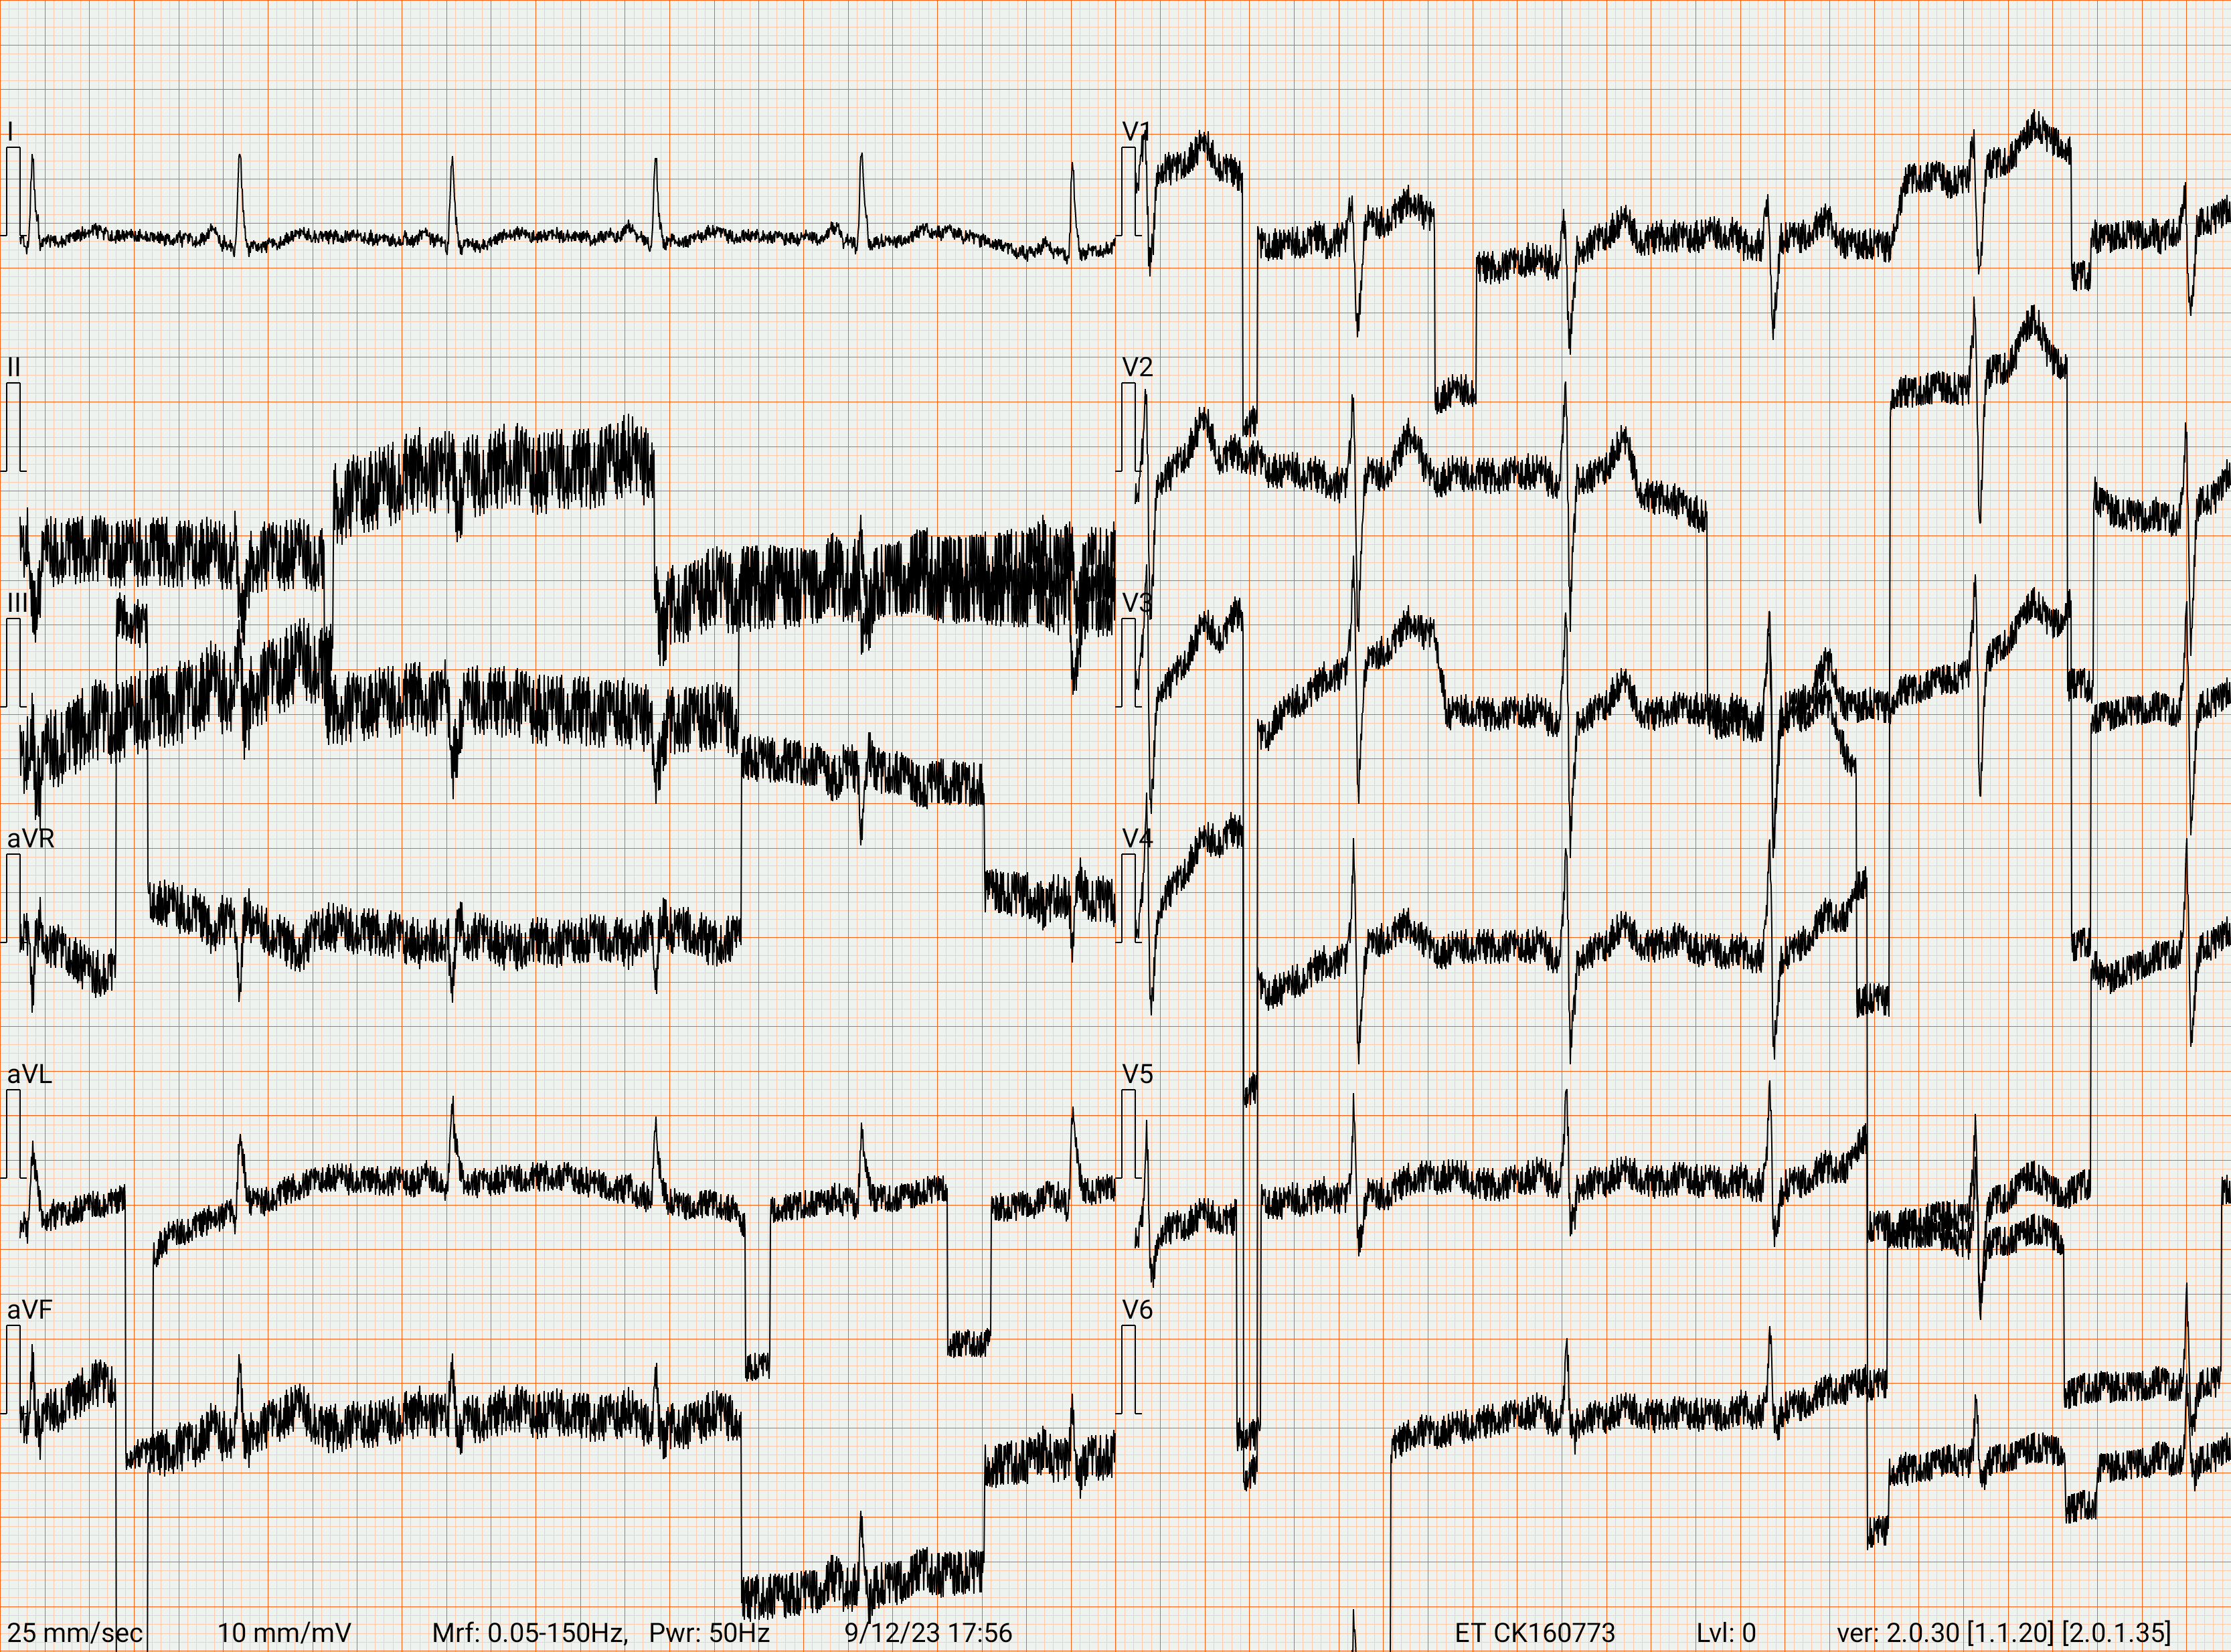 I
V1
II
V2
III
V3
aVR
V4
aVL
V5
aVF
V6
25 mm/sec 10 mm/mV Mrf: 0.05-150Hz, Pwr: 50Hz 9/12/23 17:56 ET CK160773 Lvl: 0 ver: 2.0.30 [1.1.20] [2.0.1.35]